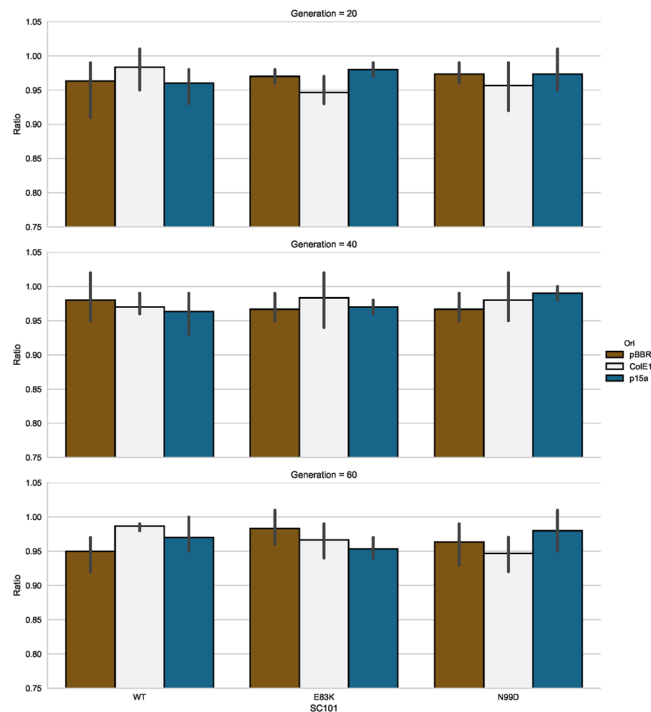 Generation = 20
1.05
1.00
0.95
0.90
0.85
0.80
0.75
Ratio
Generation = 40
1.05
1.00
0.95
0.90
0.85
0.80
0.75
Ratio
Ori
pBBR
ColE1
p15a
Generation = 60
1.05
1.00
0.95
0.90
0.85
0.80
0.75
Ratio
WT
E83K
N99D
SC101